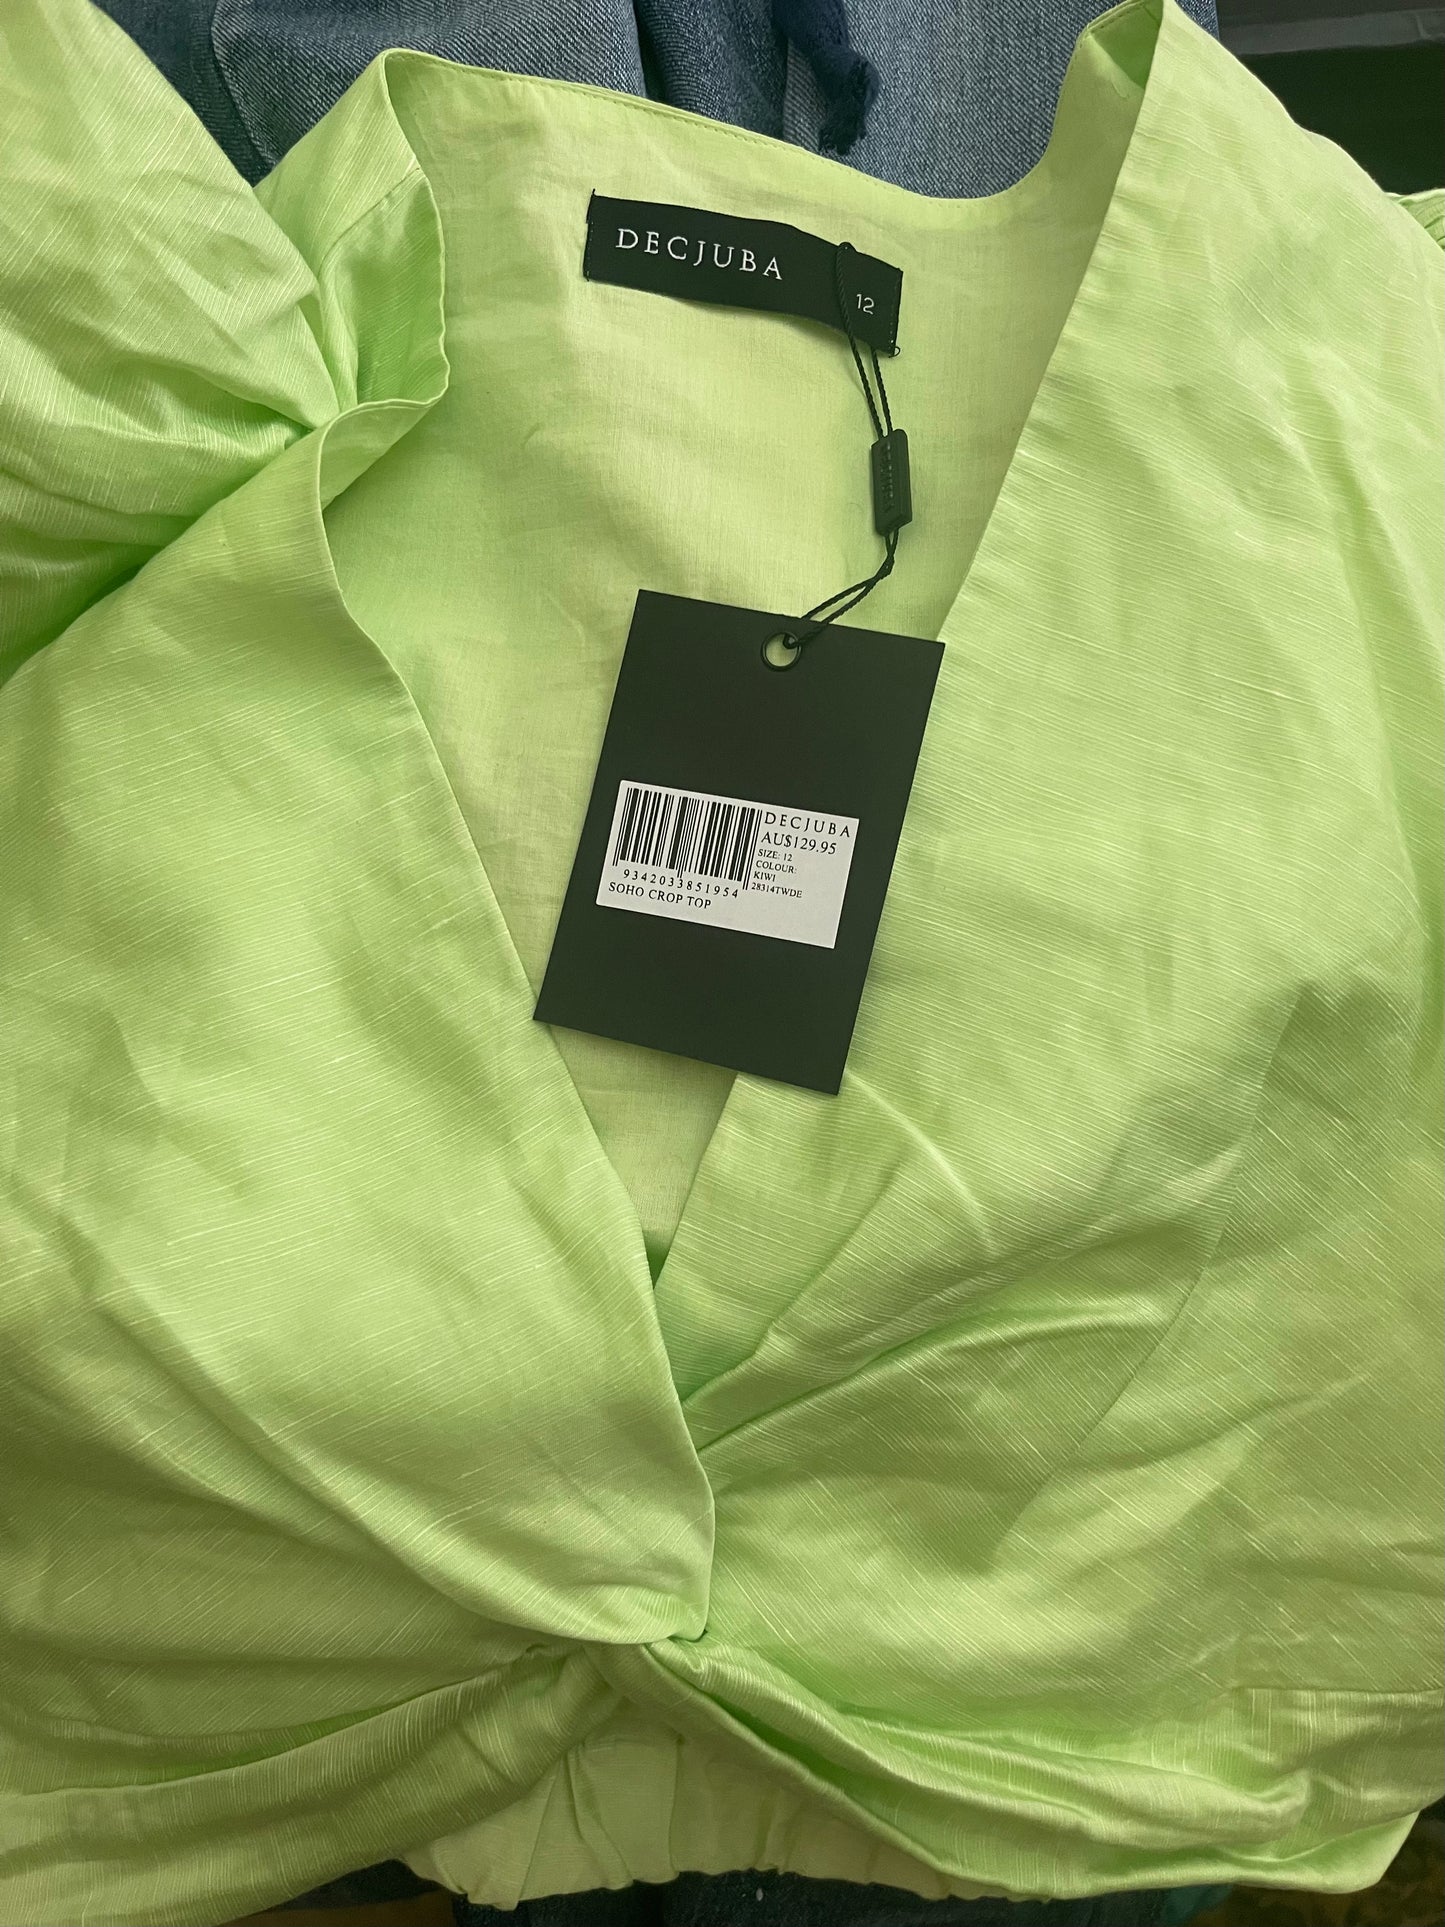 DECJUBA
12
DECJUBA
AU$129.95
SIZE: 12
COLOUR:
KIWI
28314TWDE
9342033851954
SOHO CROP TOP